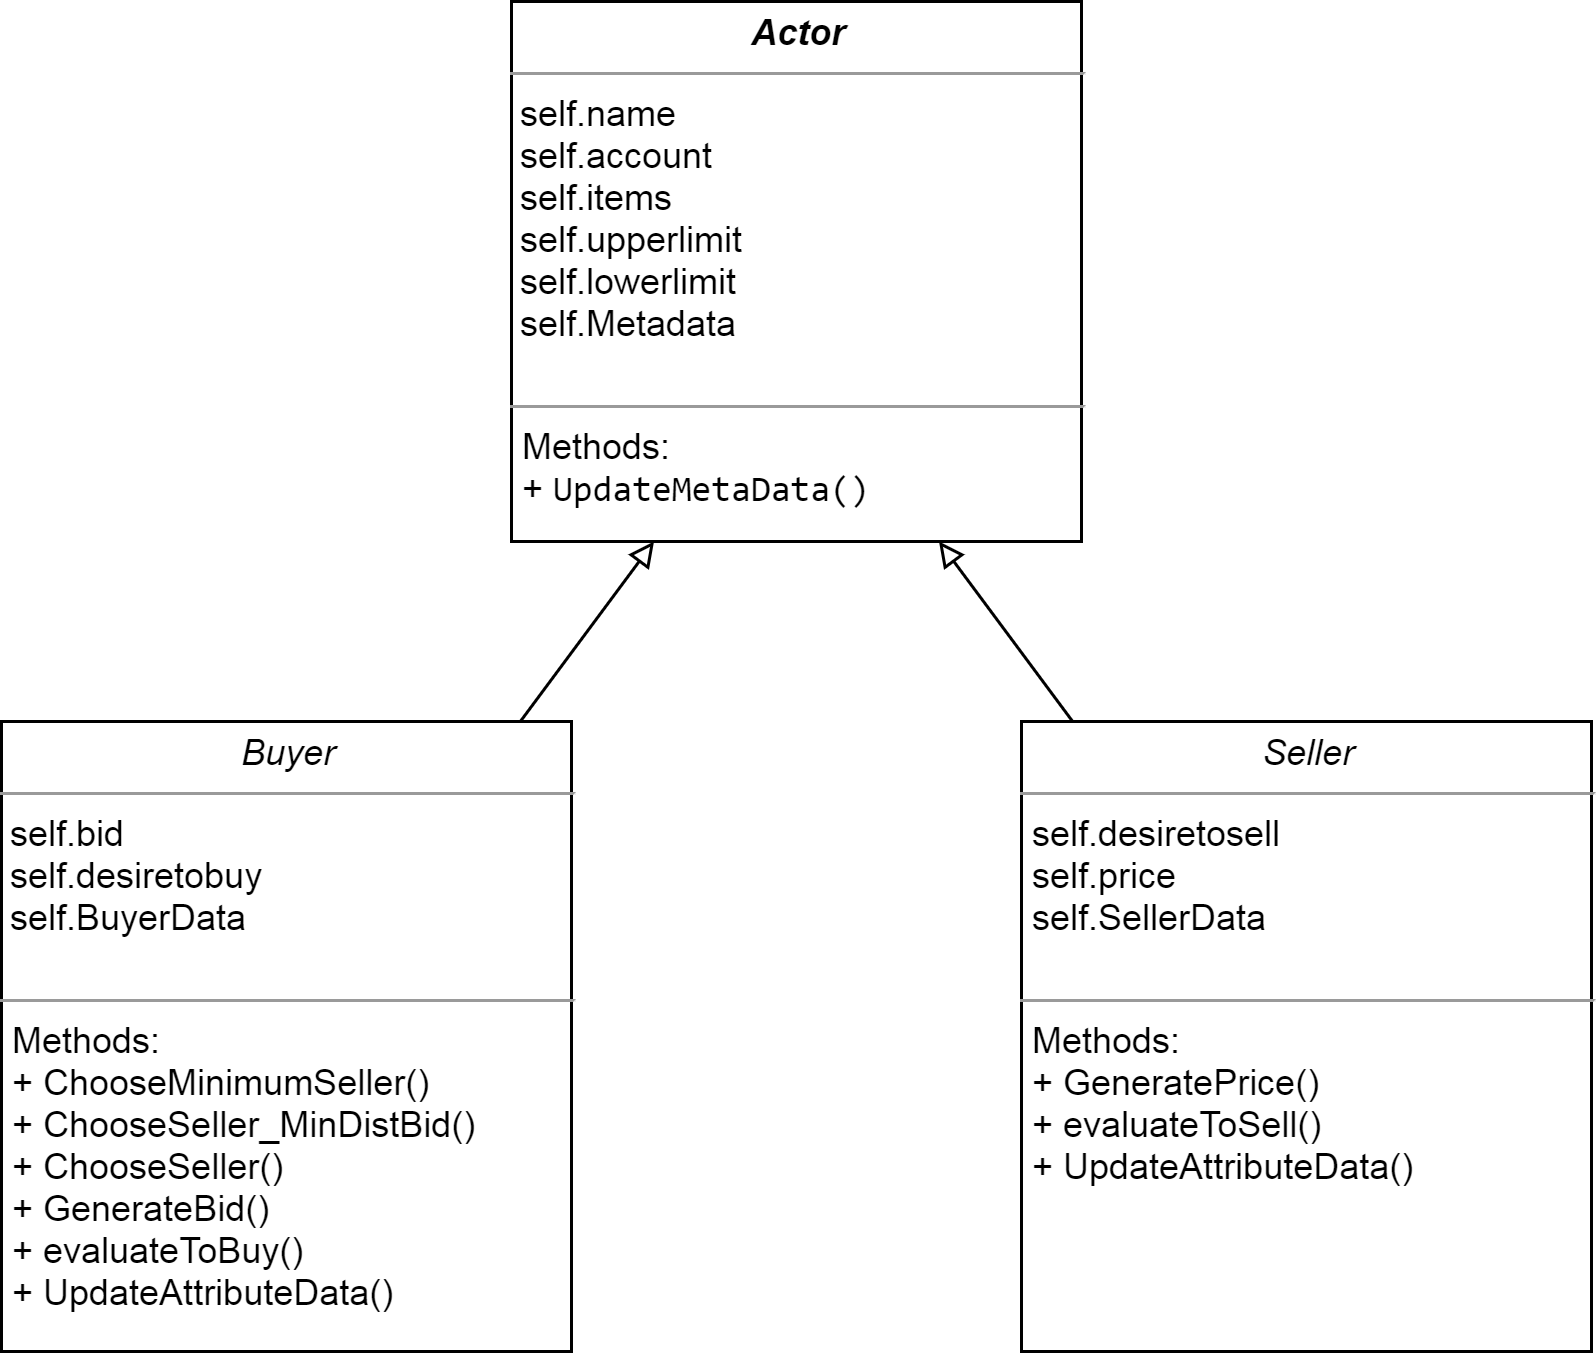 Actor
self.name
self.account
self.items
self.upperlimit
self.lowerlimit
self.Metadata
Methods:
+ UpdateMetaData()
Buyer
self.bid
self.desiretobuy
self.BuyerData
Methods:
+ ChooseMinimumSeller()
+ ChooseSeller_MinDistBid()
+ ChooseSeller()
+ GenerateBid()
+ evaluateToBuy()
+ UpdateAttributeData()
Seller
self.desiretosell
self.price
self.SellerData
Methods:
+ GeneratePrice()
+ evaluateToSell()
+ UpdateAttributeData()